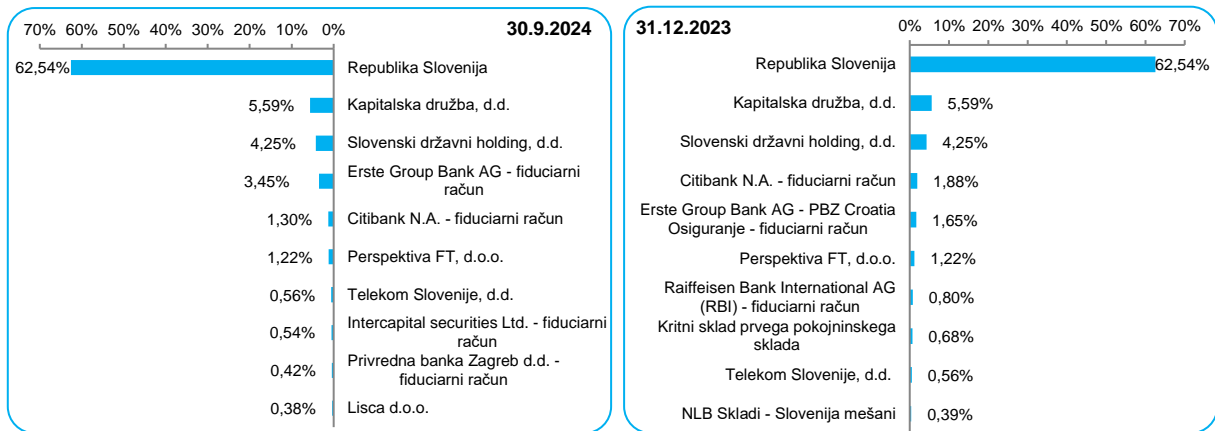 70% 60% 50% 40% 30% 20% 10% 0%
30.9.2024
62,54% Republika Slovenija
5,59% Kapitalska družba, d.d.
4,25% Slovenski državni holding, d.d.
3,45% Erste Group Bank AG - fiduciarni
račun
1,30% Citibank N.A. - fiduciarni račun
1,22% Perspektiva FT, d.o.o.
0,56% Telekom Slovenije, d.d.
0,54% Intercapital securities Ltd. - fiduciarni
račun
0,42% Privredna banka Zagreb d.d. -
fiduciarni račun
0,38% Lisca d.o.o.
31.12.2023
0% 10% 20% 30% 40% 50% 60% 70%
Republika Slovenija 62,54%
Kapitalska družba, d.d. 5,59%
Slovenski državni holding, d.d. 4,25%
Citibank N.A. - fiduciarni račun 1,88%
Erste Group Bank AG - PBZ Croatia
Osiguranje - fiduciarni račun 1,65%
Perspektiva FT, d.o.o. 1,22%
Raiffeisen Bank International AG
(RBI) - fiduciarni račun 0,80%
Kritni sklad prvega pokojninskega
sklada 0,68%
Telekom Slovenije, d.d. 0,56%
NLB Skladi - Slovenija mešani 0,39%